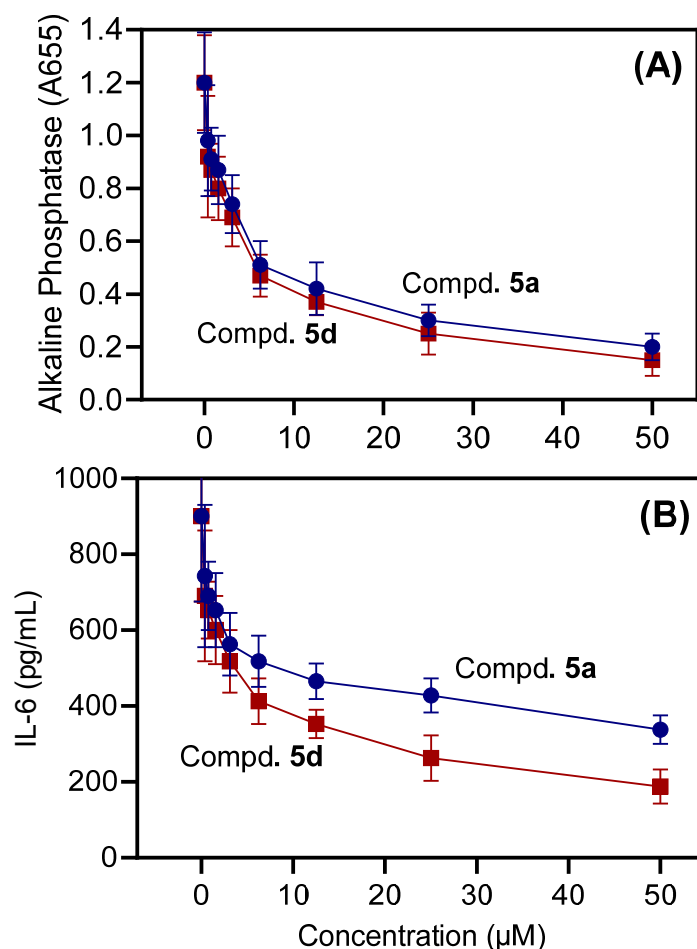 (A)
Alkaline Phosphatase (A655)
1.4
1.2
1.0
0.8
0.6
0.4
0.2
0.0
Compd. 5a
Compd. 5d
0 10 20 30 40 50
(B)
IL-6 (pg/mL)
1000
800
600
400
200
0
Compd. 5a
Compd. 5d
0 10 20 30 40 50
Concentration (µM)